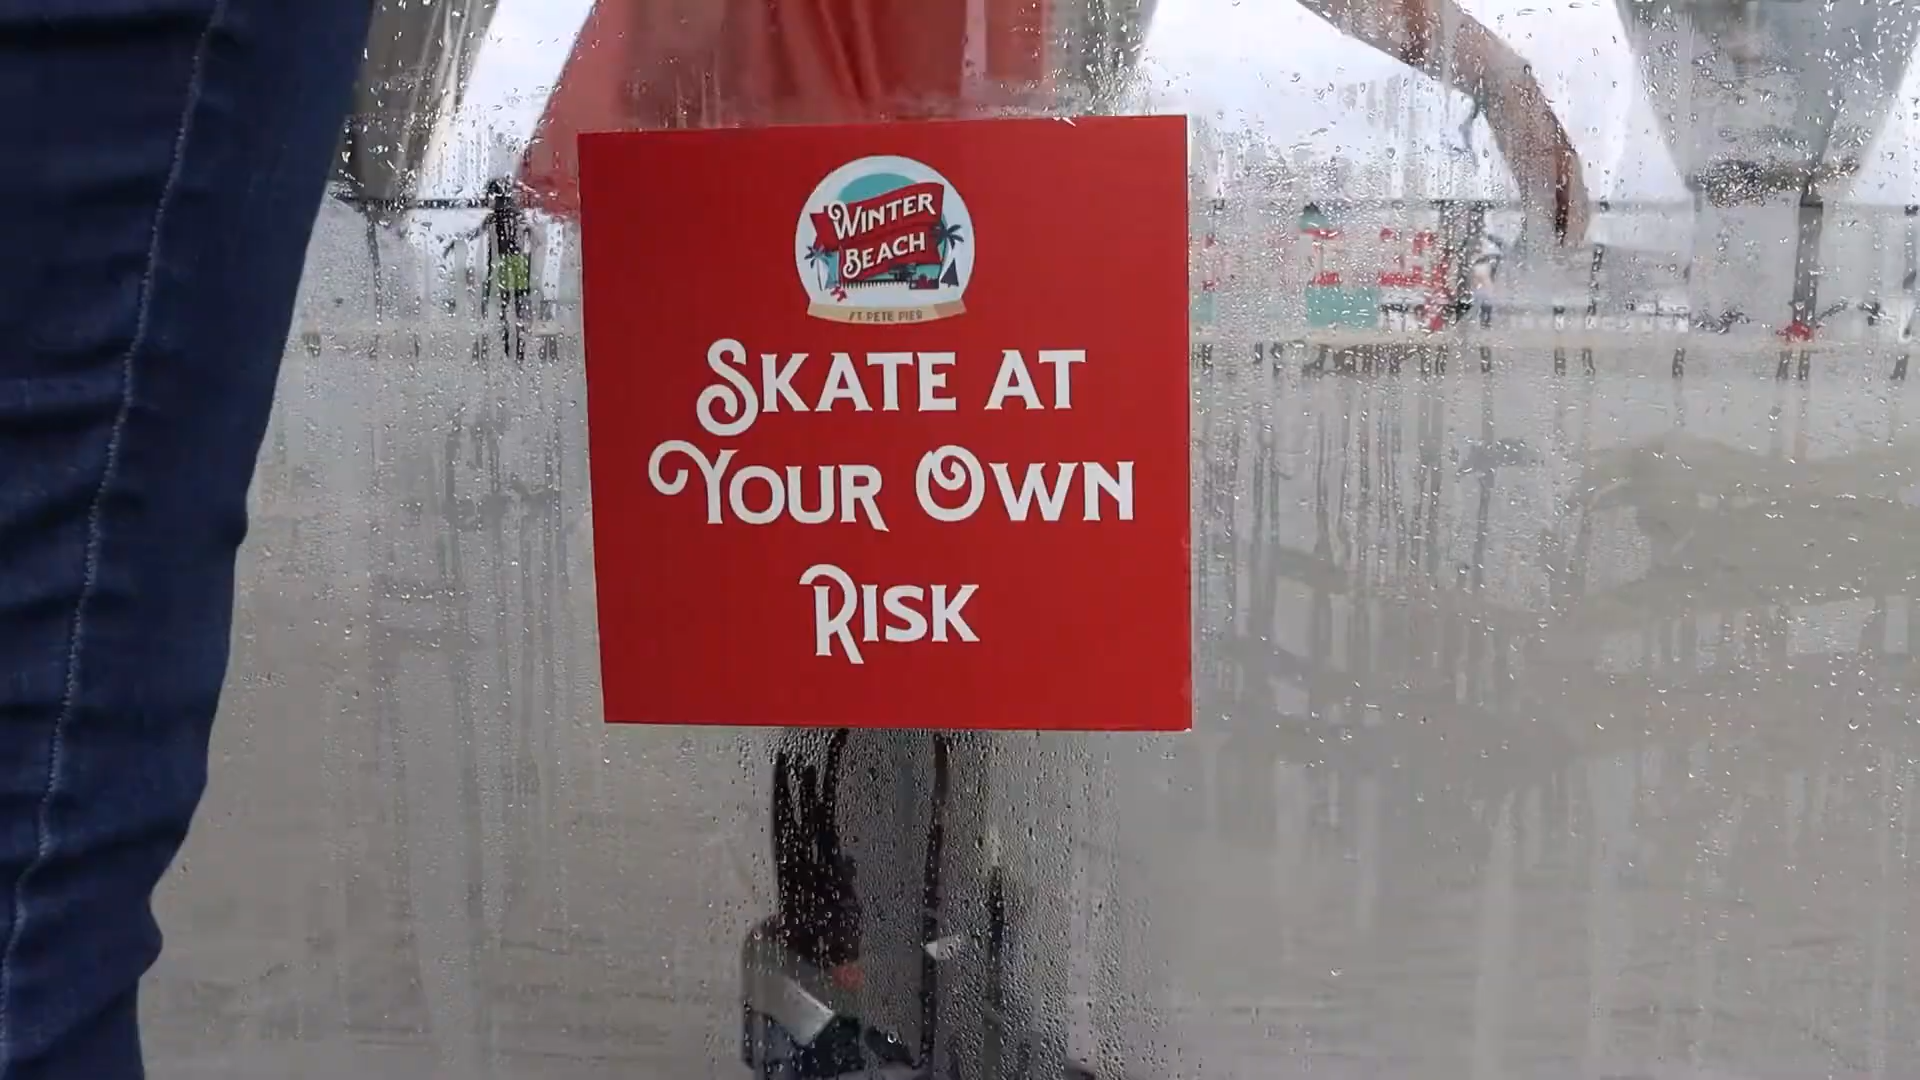 WINTER
BEACH
ST. PETE PIER
SKATE AT
YOUR OWN
RISK